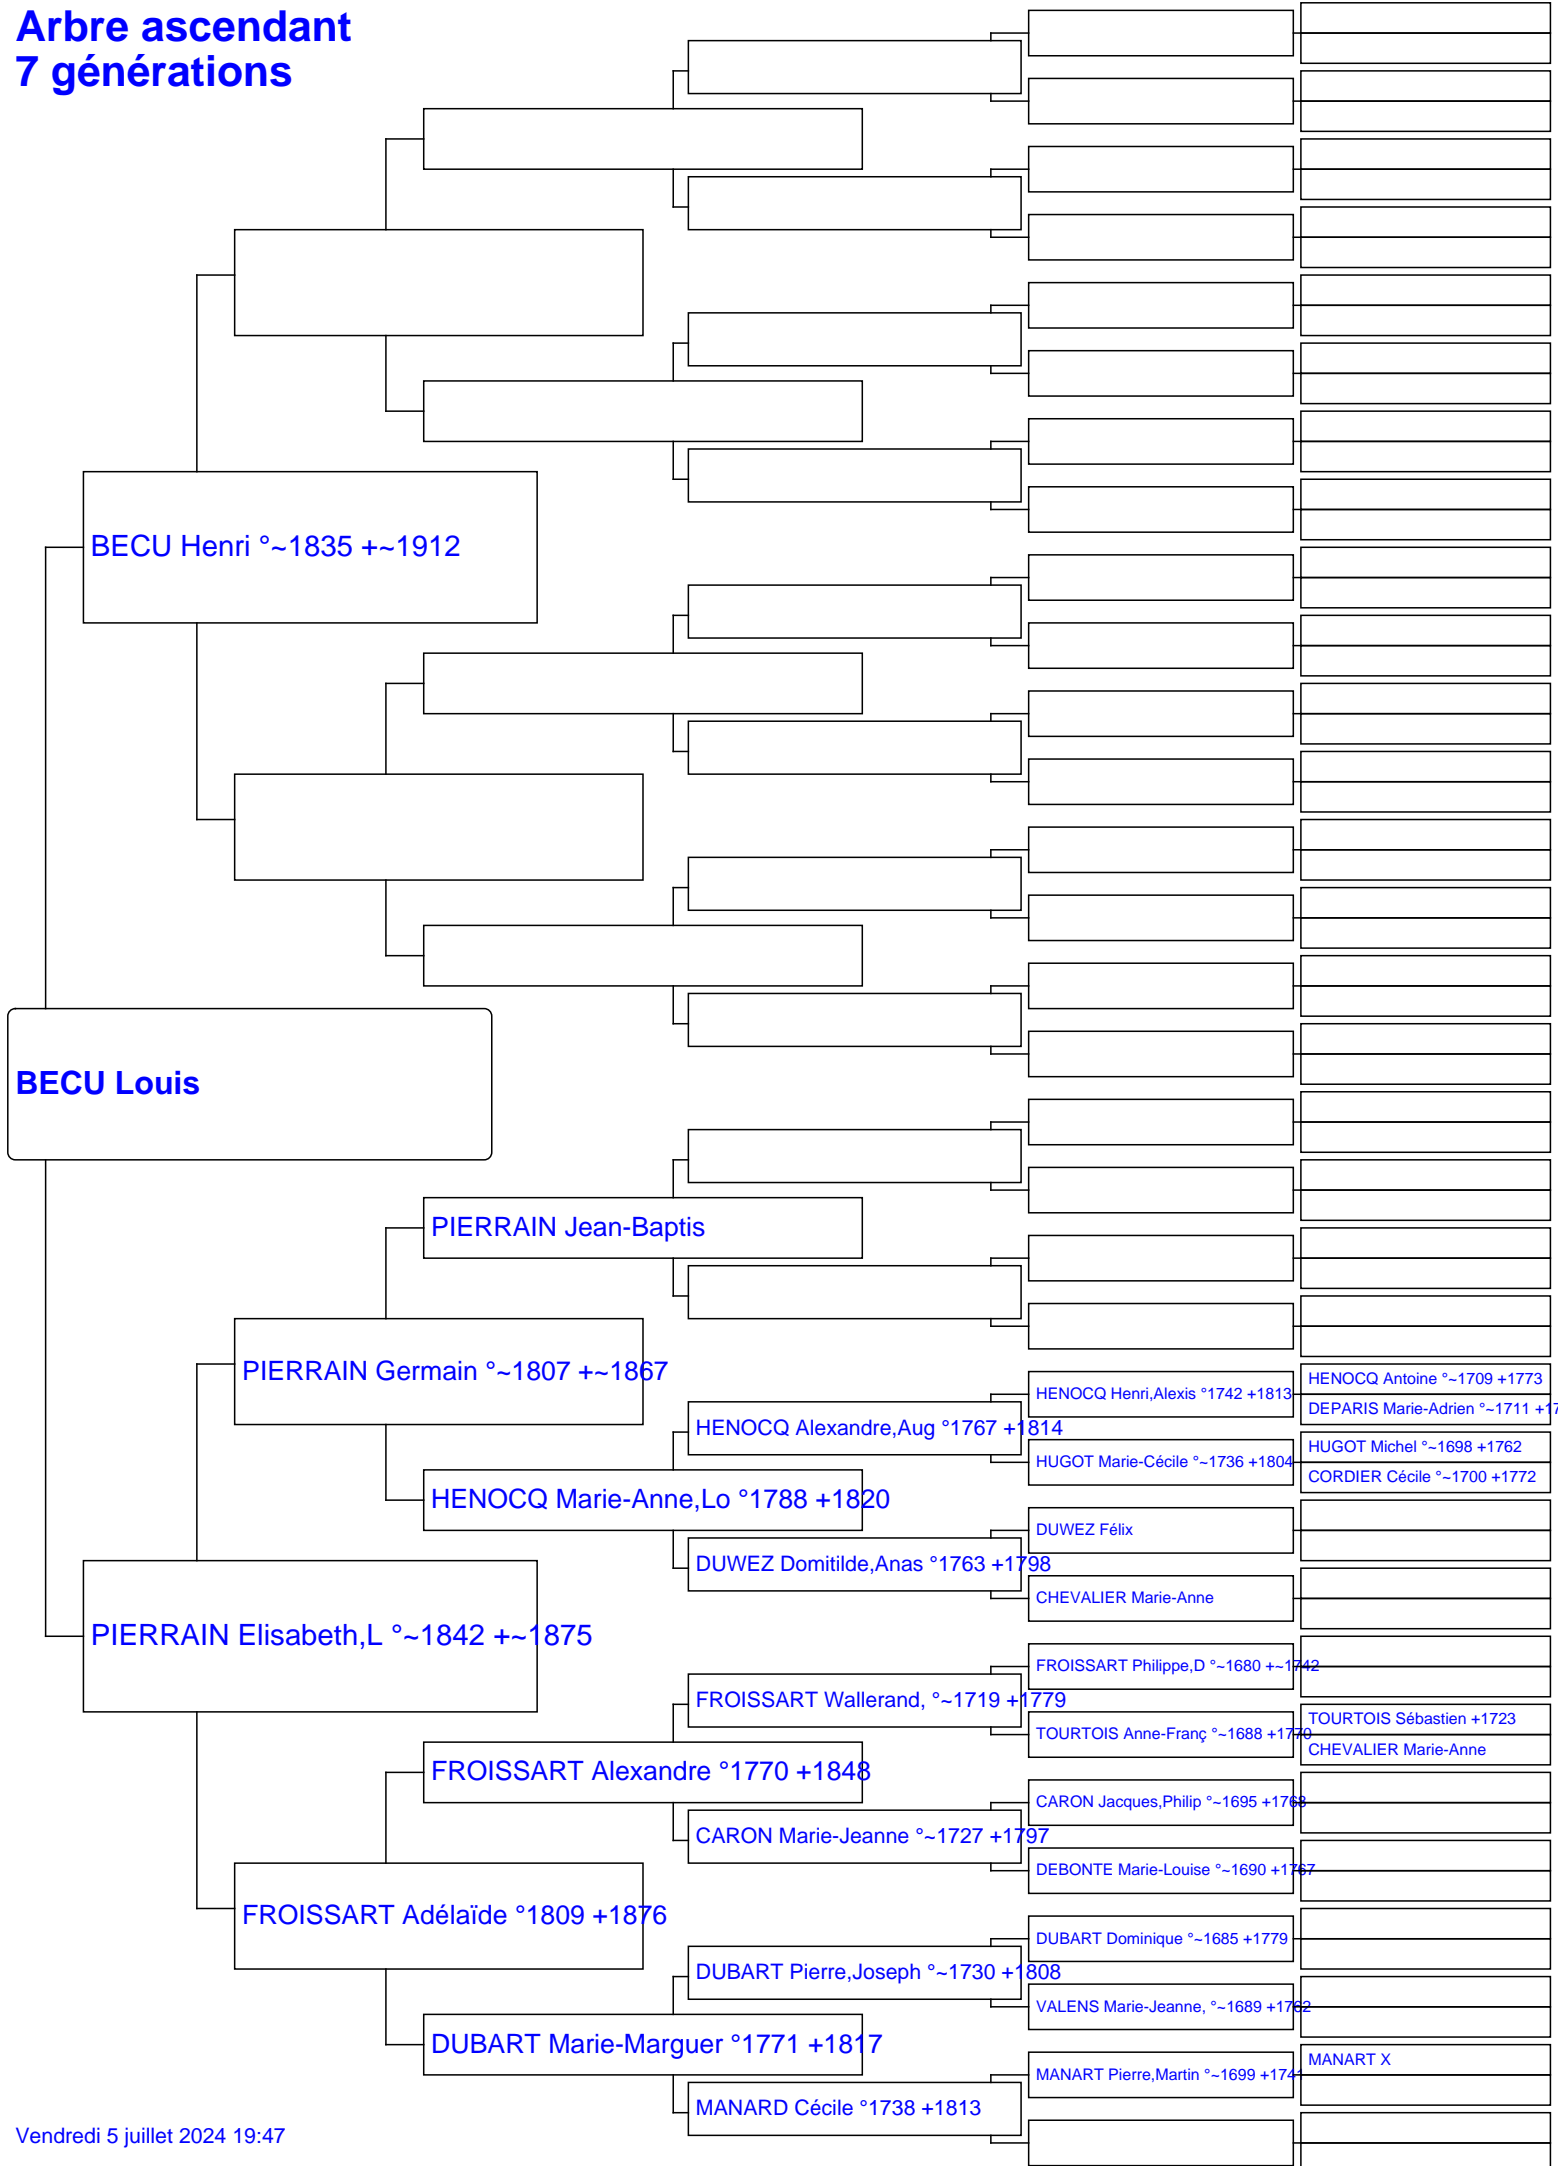 Arbre ascendant
7 générations
BECU Henri °~1835 +~1912
BECU Louis
PIERRAIN Jean-Baptis
PIERRAIN Germain °~1807 +~1867
HENOCQ Henri,Alexis °1742 +1813
HENOCQ Antoine °~1709 +1773
DEPARIS Marie-Adrien °~1711 +17
HENOCQ Alexandre,Aug °1767 +1814
HUGOT Marie-Cécile °~1736 +1804
HUGOT Michel °~1698 +1762
CORDIER Cécile °~1700 +1772
HENOCQ Marie-Anne,Lo °1788 +1820
DUWEZ Félix
DUWEZ Domitilde,Anas °1763 +1798
CHEVALIER Marie-Anne
PIERRAIN Elisabeth,L °~1842 +~1875
FROISSART Philippe,D °~1680 +~1742
FROISSART Wallerand, °~1719 +1779
TOURTOIS Anne-Franç °~1688 +1770
TOURTOIS Sébastien +1723
CHEVALIER Marie-Anne
FROISSART Alexandre °1770 +1848
CARON Jacques,Philip °~1695 +1768
CARON Marie-Jeanne °~1727 +1797
DEBONTE Marie-Louise °~1690 +1767
FROISSART Adélaïde °1809 +1876
DUBART Dominique °~1685 +1779
DUBART Pierre,Joseph °~1730 +1808
VALENS Marie-Jeanne, °~1689 +1762
DUBART Marie-Marguer °1771 +1817
MANART Pierre,Martin °~1699 +1741
MANART X
MANARD Cécile °1738 +1813
Vendredi 5 juillet 2024 19:47